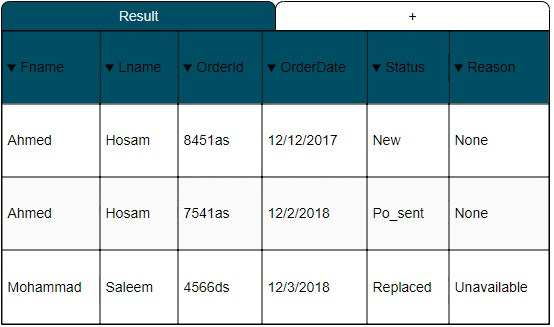 Result +
▼ Fname ▼ Lname ▼ OrderId ▼ OrderDate ▼ Status ▼ Reason
Ahmed Hosam 8451as 12/12/2017 New None
Ahmed Hosam 7541as 12/2/2018 Po_sent None
Mohammad Saleem 4566ds 12/3/2018 Replaced Unavailable